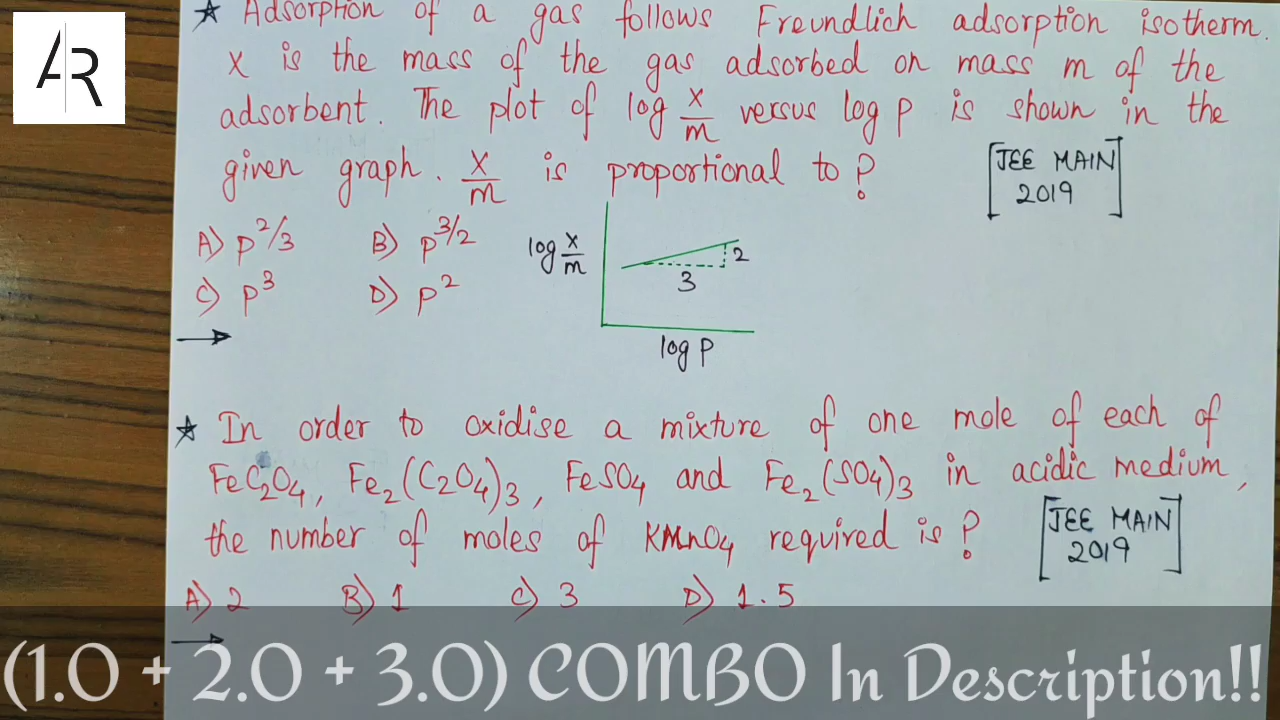 AR
★ Adsorption of a gas follows Freundlich adsorption isotherm.
x is the mass of the gas adsorbed on mass m of the
adsorbent. The plot of log x/m versus log p is shown in the
given graph. x/m is proportional to?
[JEE MAIN 2019]
A) p^2/3 B) p^3/2
C) p^3 D) p^2
log x/m
2
3
log P
★ In order to oxidise a mixture of one mole of each of
FeC₂O₄, Fe₂(C₂O₄)₃, FeSO₄ and Fe₂(SO₄)₃ in acidic medium,
the number of moles of KMnO₄ required is?
[JEE MAIN 2019]
A) 2 B) 1 C) 3 D) 1.5
(1.0 + 2.0 + 3.0) COMBO In Description!!